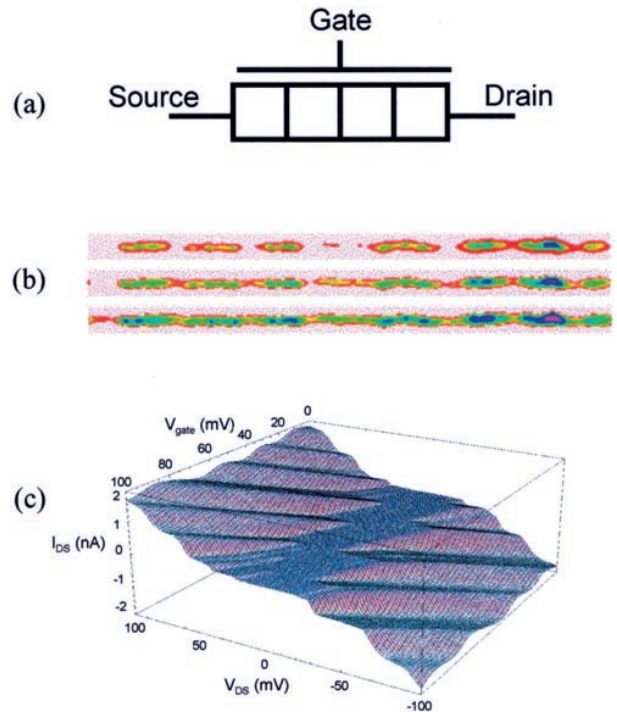 Gate
Source
Drain
(a)
(b)
V_gate (mV)
0
20
40
60
80
100
(c)
2
1
0
-1
-2
I_DS (nA)
100
50
0
-50
-100
V_DS (mV)